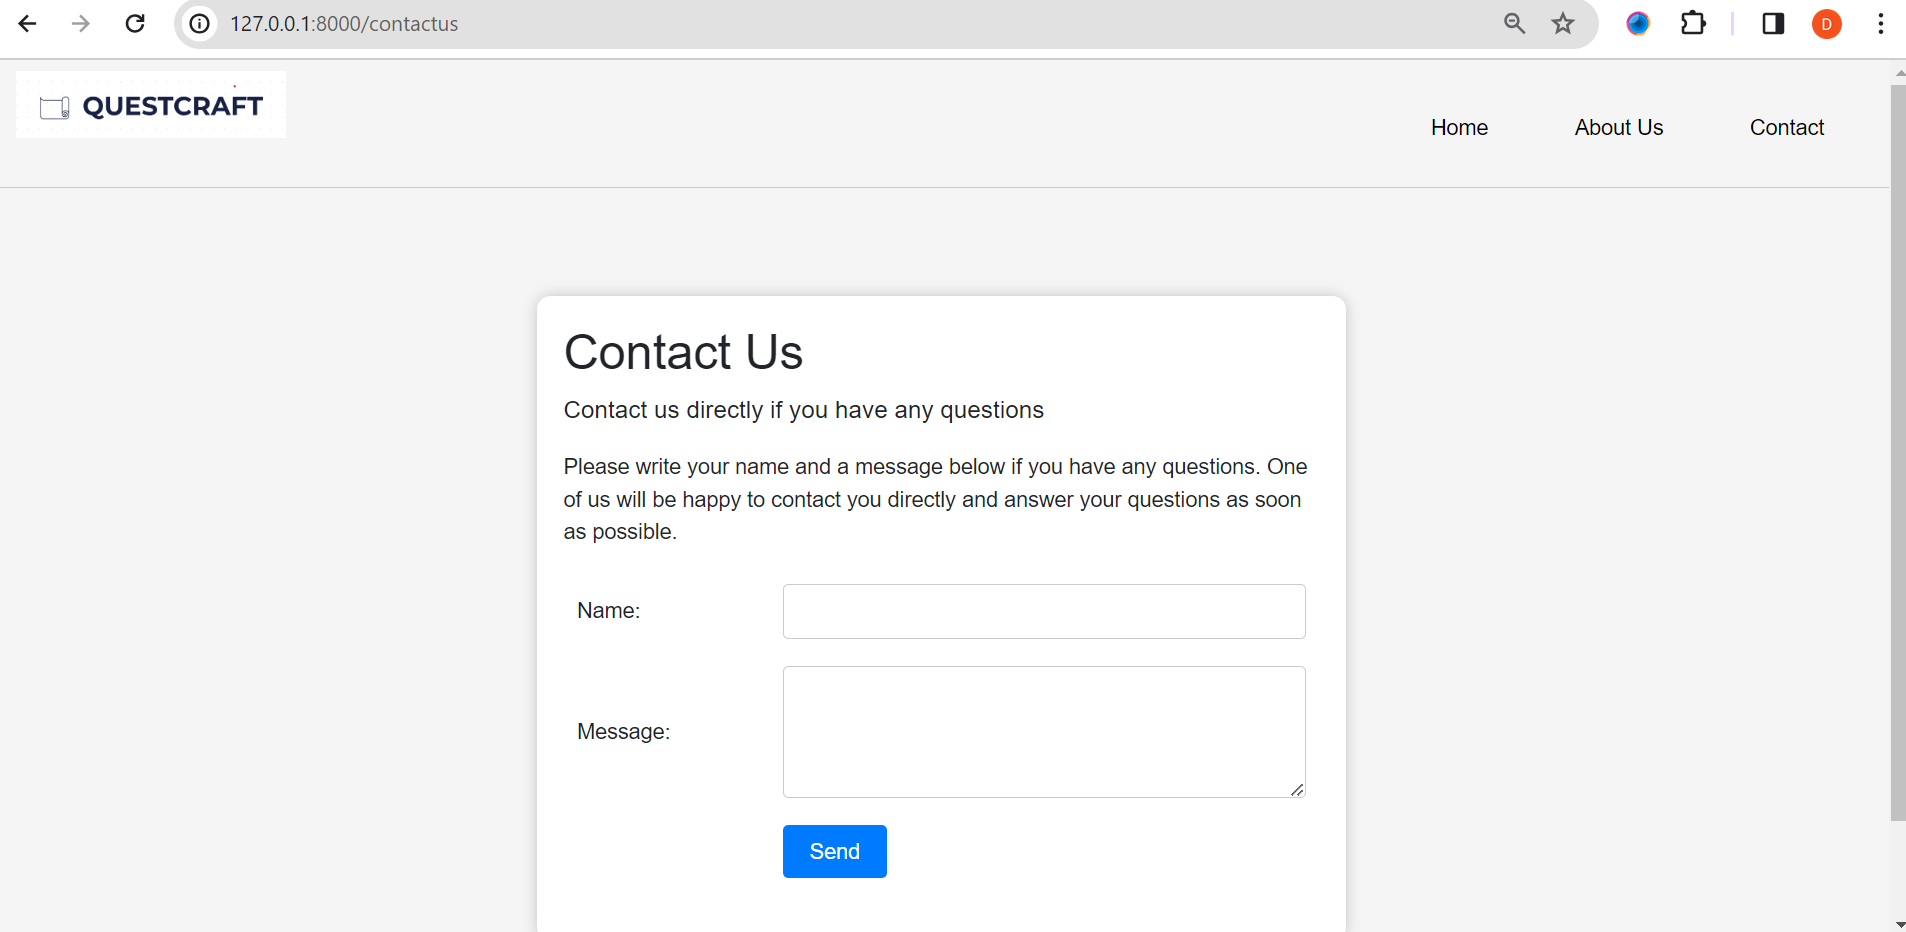 127.0.0.1:8000/contactus
D
QUESTCRAFT
Home About Us Contact
Contact Us
Contact us directly if you have any questions
Please write your name and a message below if you have any questions. One
of us will be happy to contact you directly and answer your questions as soon
as possible.
Name:
Message:
Send